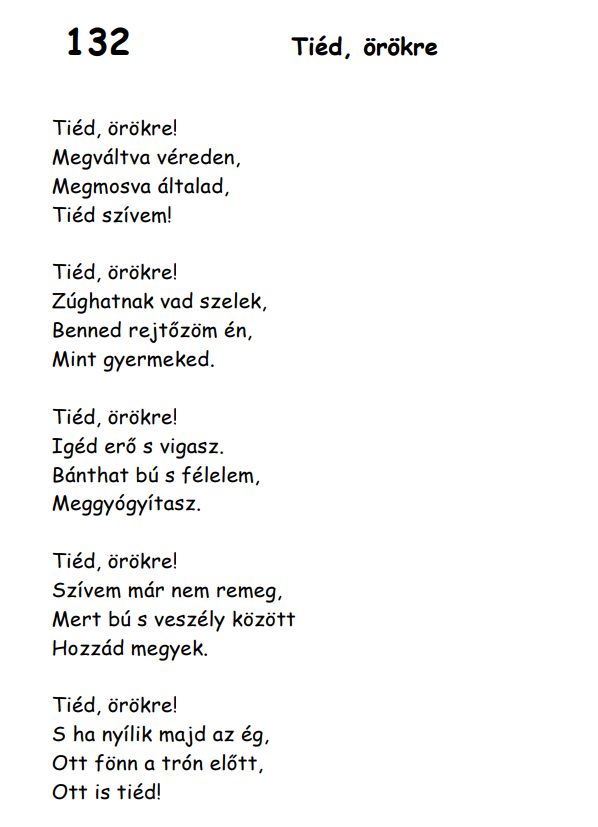 132 Tiéd, örökre
Tiéd, örökre!
Megváltva véreden,
Megmosva általad,
Tiéd szívem!
Tiéd, örökre!
Zúghatnak vad szelek,
Benned rejtőzöm én,
Mint gyermeked.
Tiéd, örökre!
Igéd erő s vigasz.
Bánthat bú s félelem,
Meggyógyítasz.
Tiéd, örökre!
Szívem már nem remeg,
Mert bú s veszély között
Hozzád megyek.
Tiéd, örökre!
S ha nyílik majd az ég,
Ott fönn a trón előtt,
Ott is tiéd!